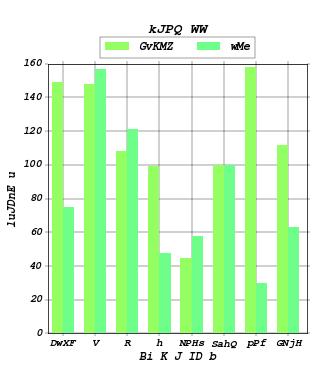 kJPQ WW
GvKMZ wMe
luJDnE u
160
140
120
100
80
60
40
20
0
DwXF V R h NPHs SahQ pPf GNjH
Bi K J ID b